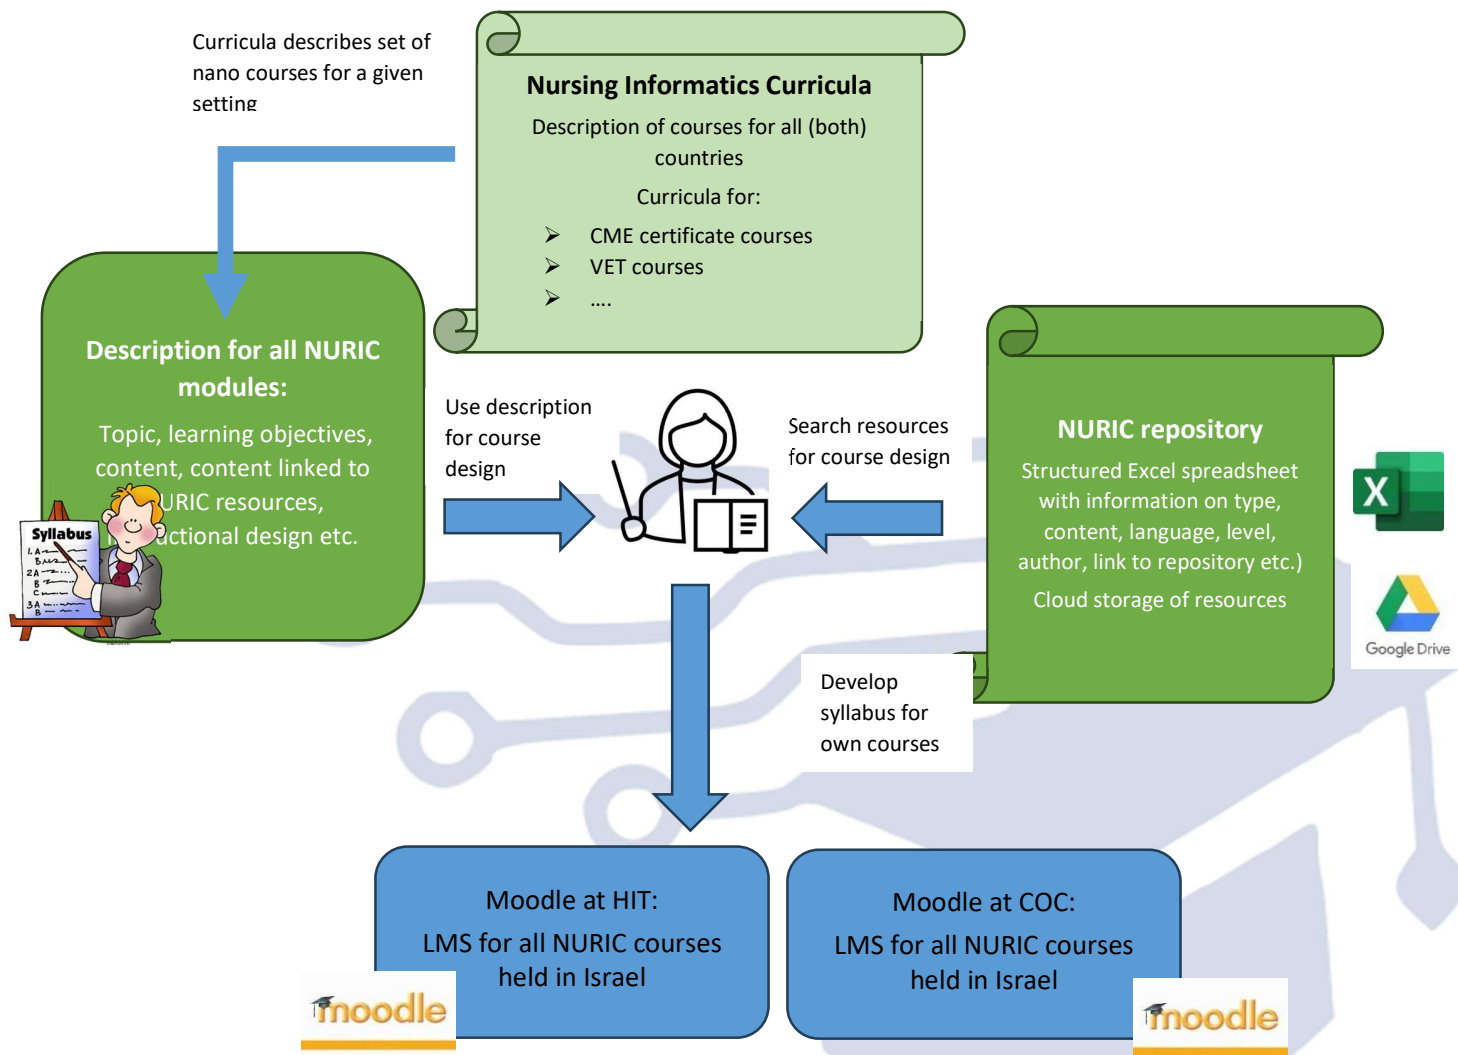 Curricula describes set of
nano courses for a given
setting
Nursing Informatics Curricula
Description of courses for all (both)
countries
Curricula for:
➢ CME certificate courses
➢ VET courses
➢ ….
Description for all NURIC
modules:
Topic, learning objectives,
content, content linked to
URIC resources,
uctional design etc.
Syllabus
1. A
B
2 A
B
C
3 A
B
Use description
for course
design
Search resources
for course design
NURIC repository
Structured Excel spreadsheet
with information on type,
content, language, level,
author, link to repository etc.)
Cloud storage of resources
X
Google Drive
Develop
syllabus for
own courses
Moodle at HIT:
LMS for all NURIC courses
held in Israel
moodle
Moodle at COC:
LMS for all NURIC courses
held in Israel
moodle